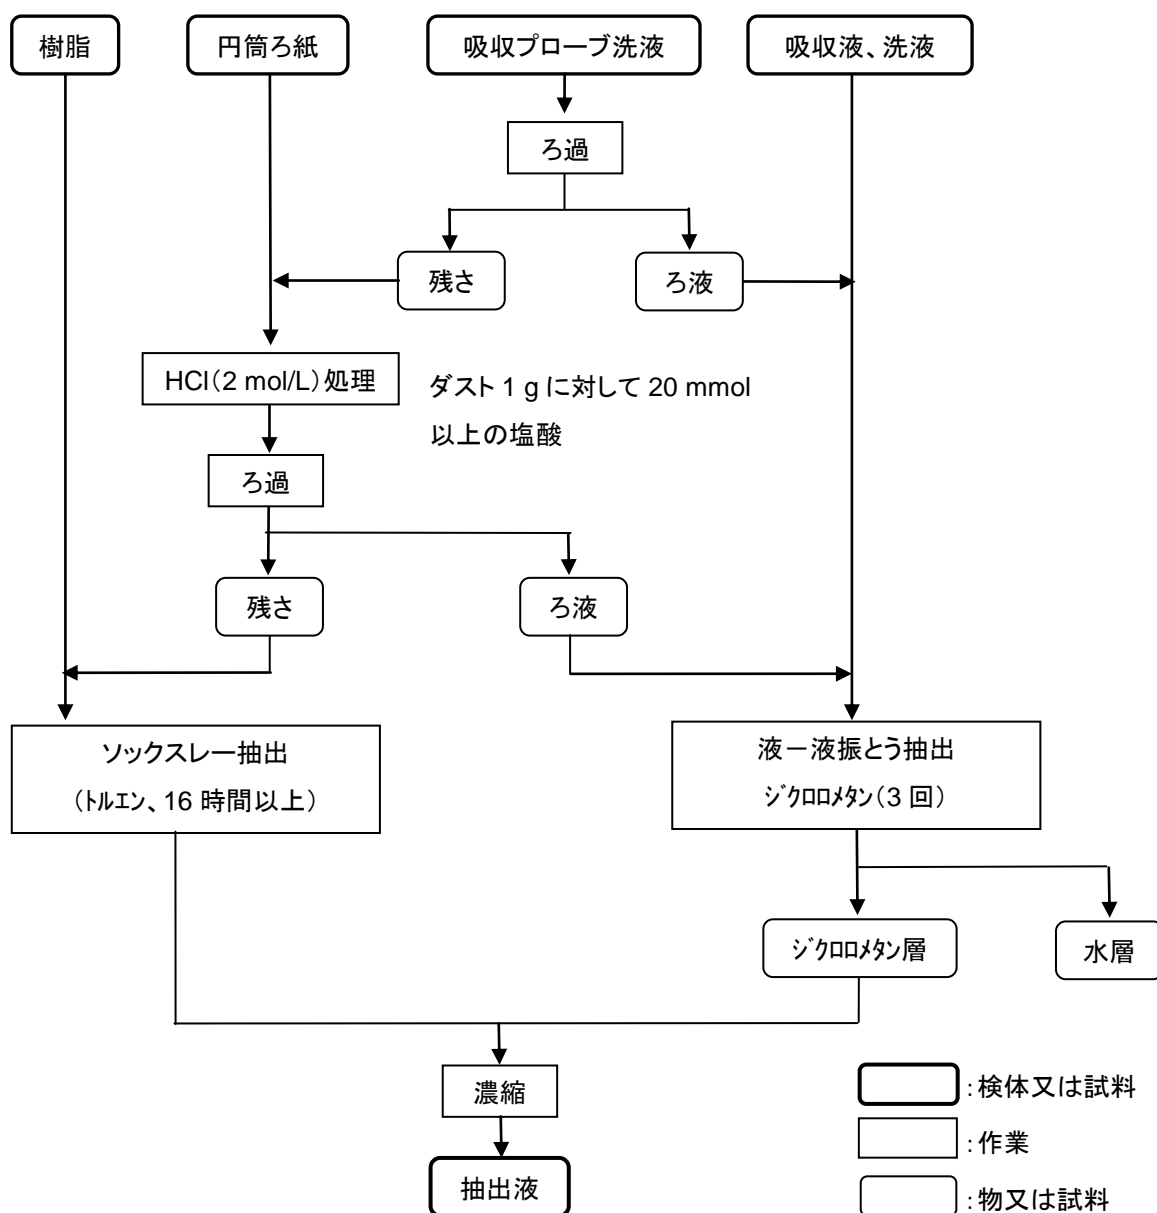 樹脂
円筒ろ紙
吸収プローブ洗液
吸収液、洗液
ろ過
残さ
ろ液
HCl（2 mol/L）処理
ダスト 1 g に対して 20 mmol
以上の塩酸
ろ過
残さ
ろ液
ソックスレー抽出
（ﾄﾙｴﾝ、16 時間以上）
液－液振とう抽出
ｼﾞｸﾛﾛﾒﾀﾝ（3 回）
ｼﾞｸﾛﾛﾒﾀﾝ層
水層
濃縮
抽出液
：検体又は試料
：作業
：物又は試料